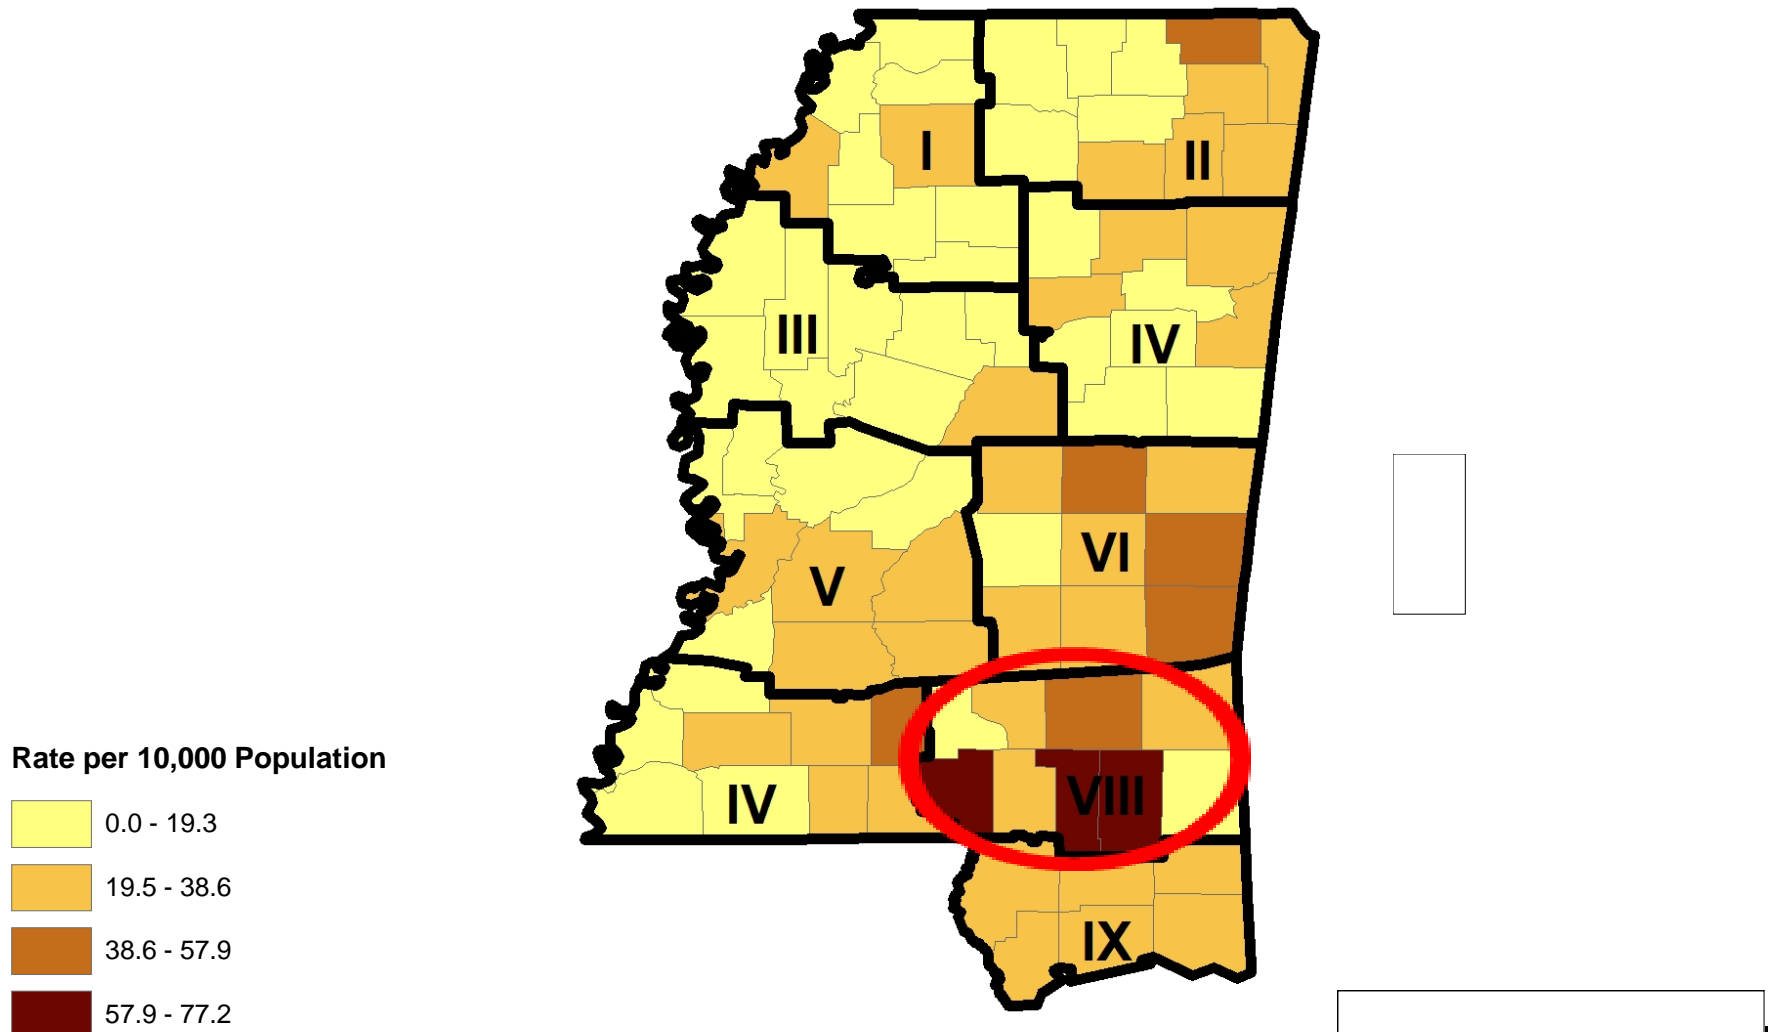 I
II
III
IV
V
VI
Rate per 10,000 Population
0.0 - 19.3
IV
VIII
19.5 - 38.6
IX
38.6 - 57.9
57.9 - 77.2